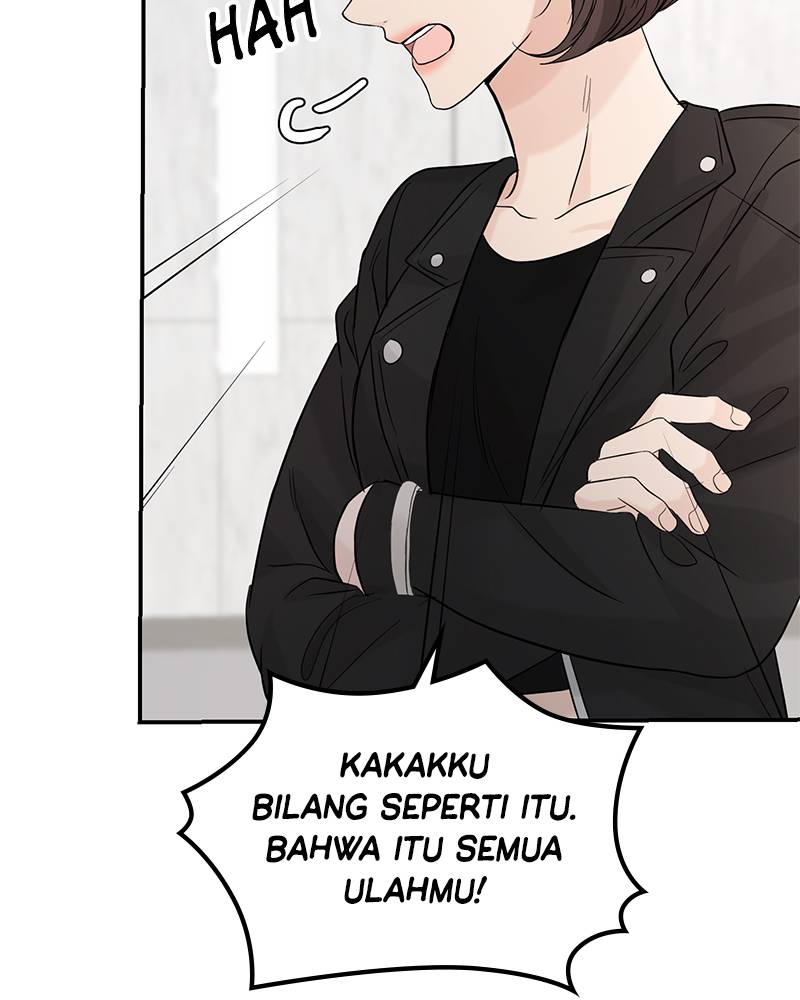 HAH
KAKAKKU
BILANG SEPERTI ITU.
BAHWA ITU SEMUA
ULAHMU!